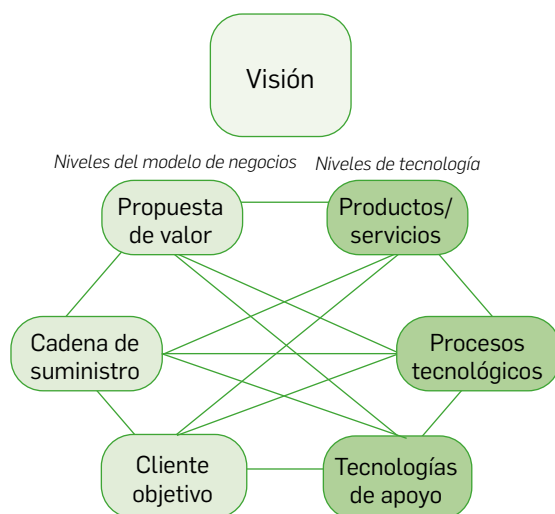 Visión
Niveles del modelo de negocios
Niveles de tecnología
Propuesta
de valor
Productos/
servicios
Cadena de
suministro
Procesos
tecnológicos
Cliente
objetivo
Tecnologías
de apoyo